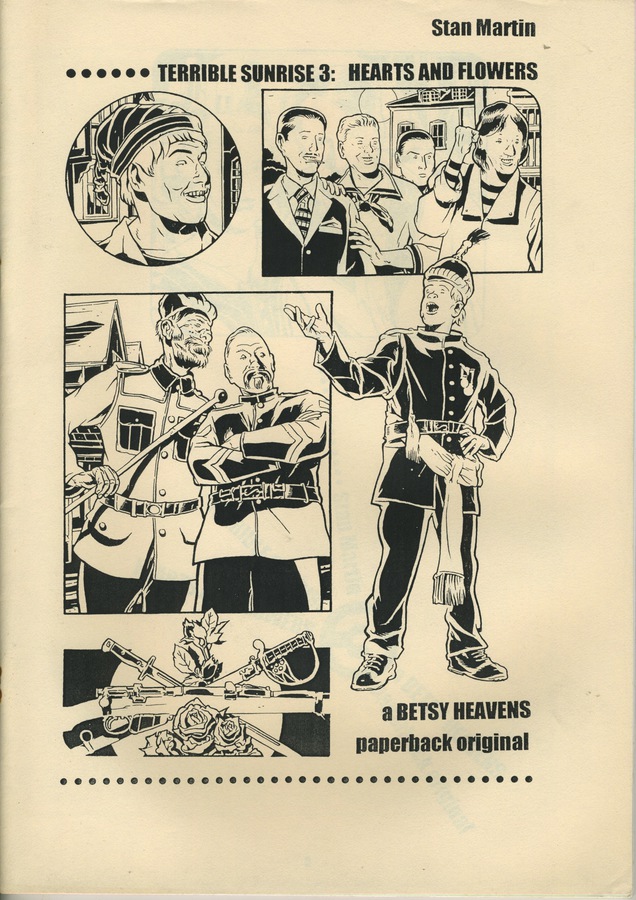 Stan Martin
TERRIBLE SUNRISE 3: HEARTS AND FLOWERS
a BETSY HEAVENS
paperback original